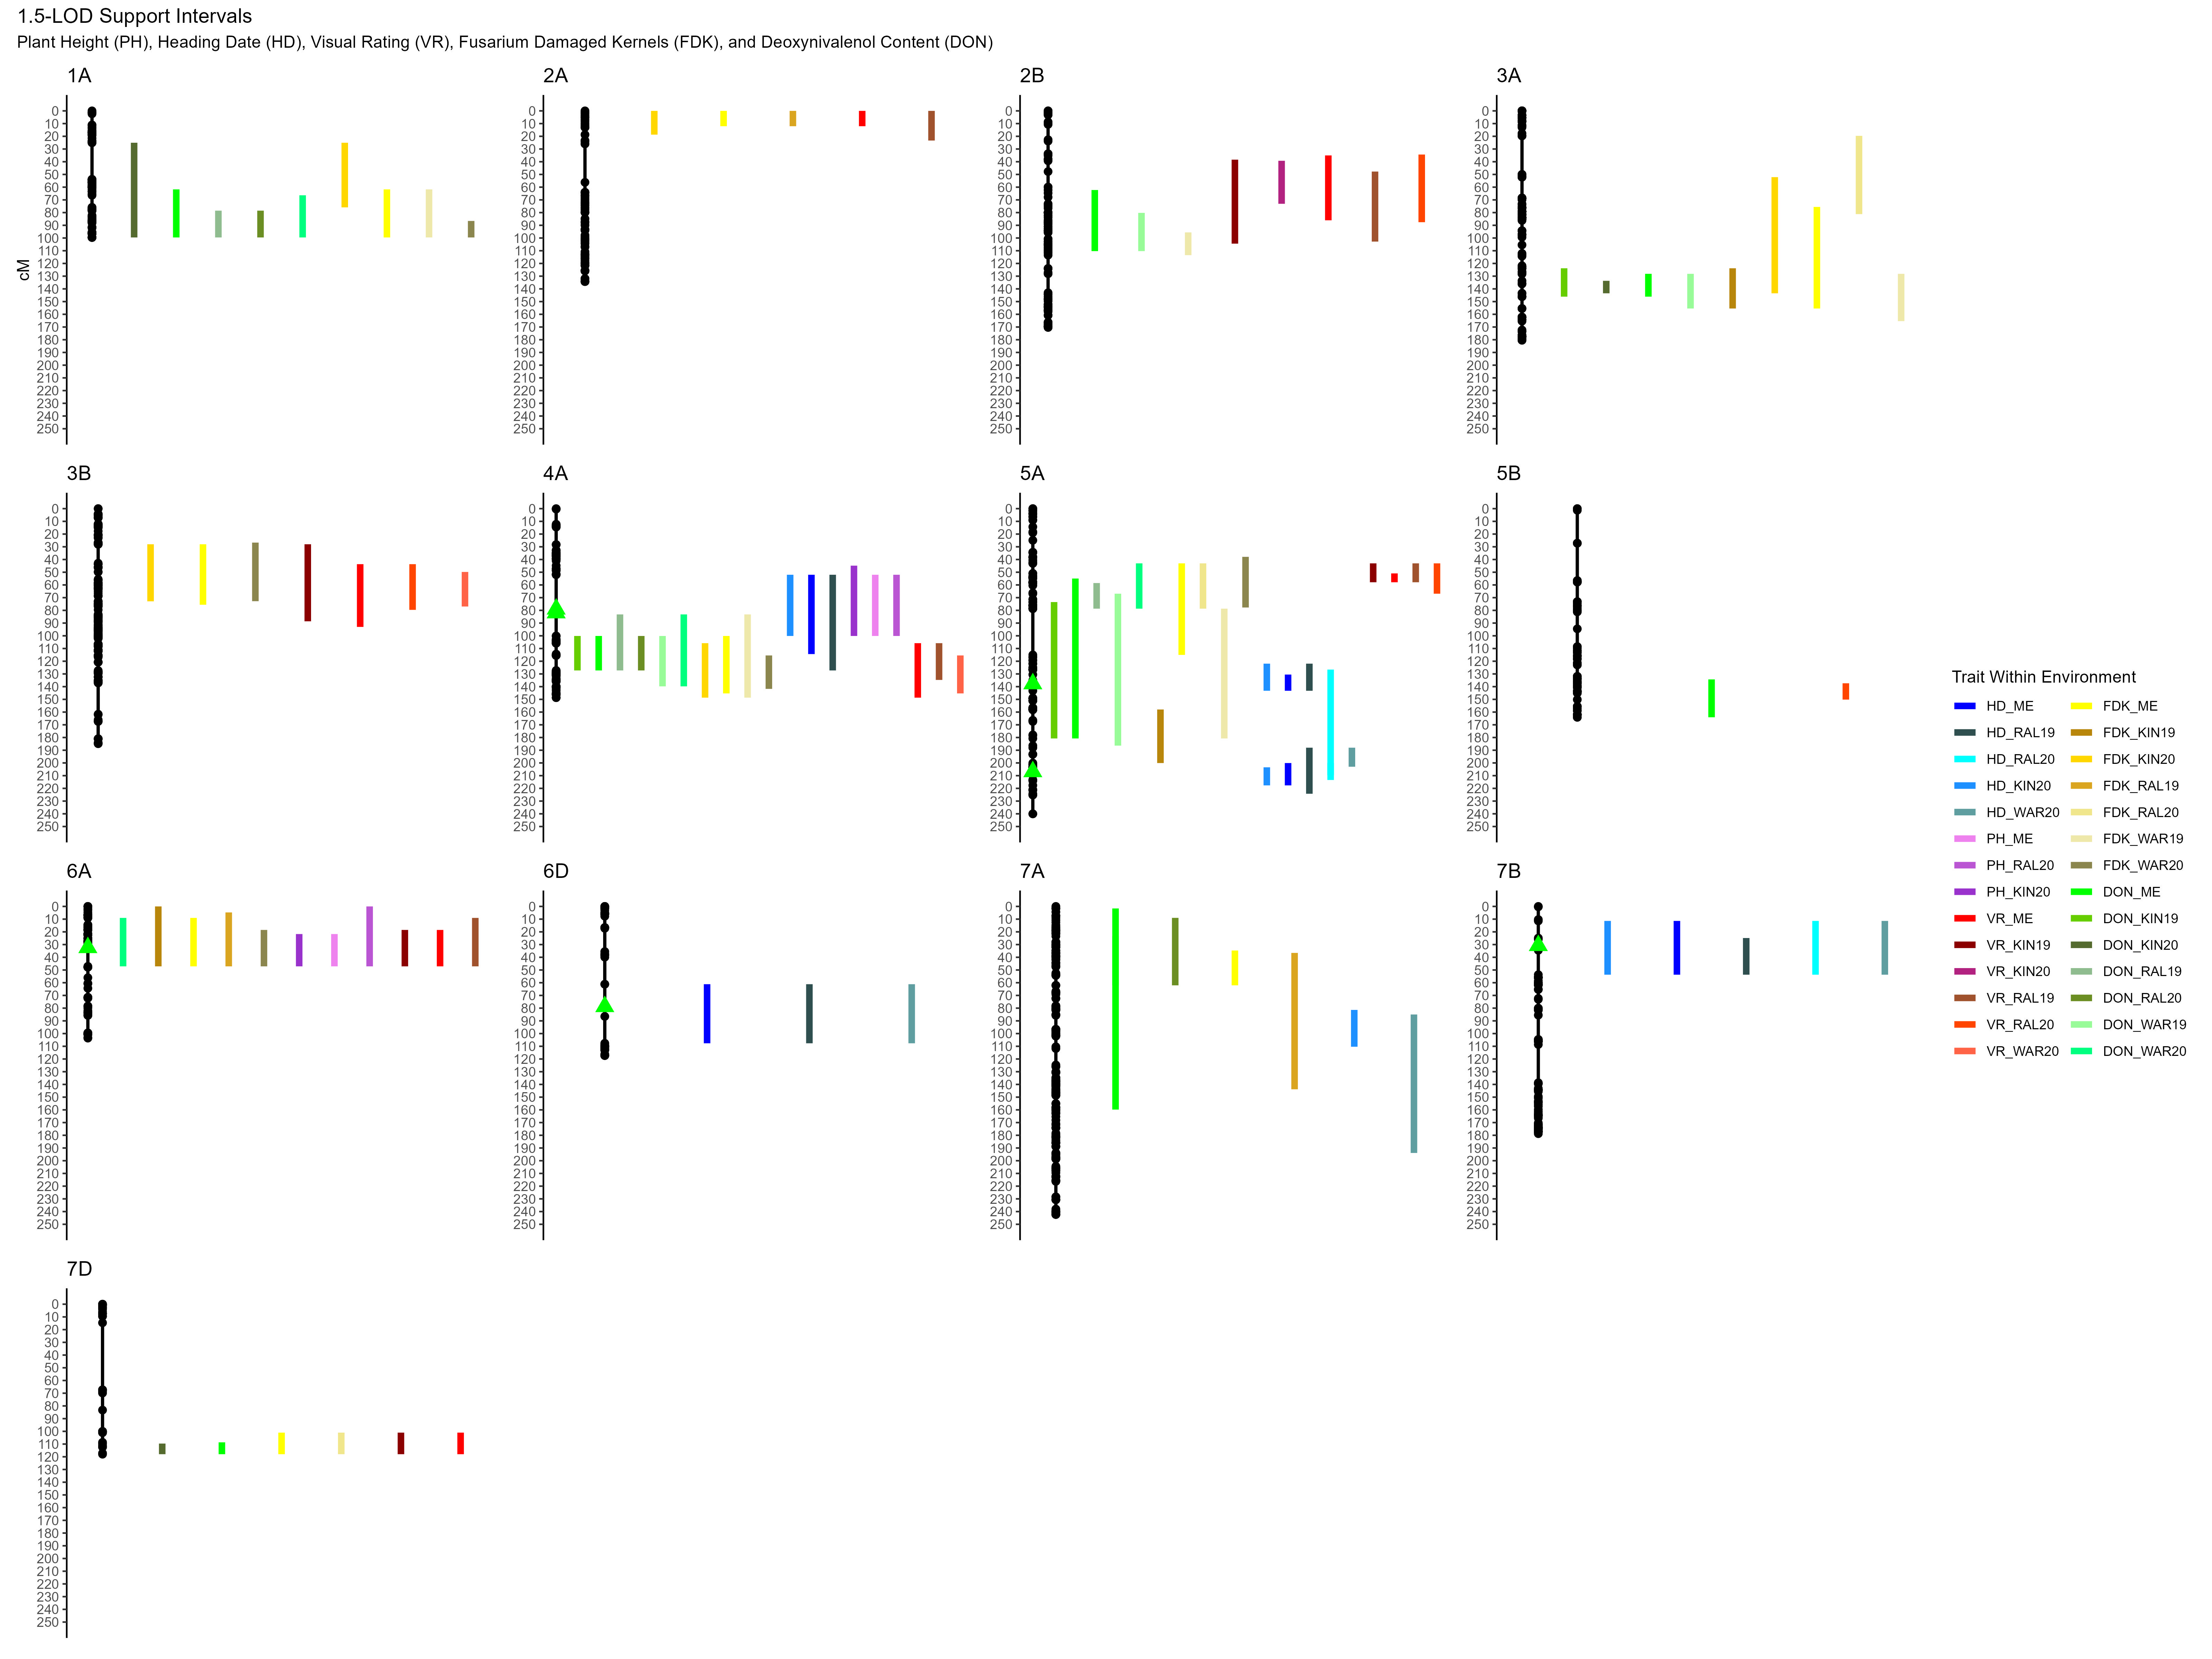 1.5-LOD Support Intervals
Plant Height (PH), Heading Date (HD), Visual Rating (VR), Fusarium Damaged Kernels (FDK), and Deoxynivalenol Content (DON)
1A 2A 2B 3A
0 0 0 0
10 10 10 10
20 20 20 20
30 30 30 30
40 40 40 40
50 50 50 50
60 60 60 60
70 70 70 70
80 80 80 80
90 90 90 90
100 100 100 100
110 110 110 110
cM
120 120 120 120
130 130 130 130
140 140 140 140
150 150 150 150
160 160 160 160
170 170 170 170
180 180 180 180
190 190 190 190
200 200 200 200
210 210 210 210
220 220 220 220
230 230 230 230
240 240 240 240
250 250 250 250
3B 4A 5A 5B
0 0 0 0
10 10 10 10
20 20 20 20
30 30 30 30
40 40 40 40
50 50 50 50
60 60 60 60
70 70 70 70
80 80 80 80
90 90 90 90
100 100 100 100
110 110 110 110
120 120 120 120
130 130 130 130
140 140 140 140
150 150 150 150
160 160 160 160
170 170 170 170
180 180 180 180
190 190 190 190
200 200 200 200
210 210 210 210
220 220 220 220
230 230 230 230
240 240 240 240
250 250 250 250
6A 6D 7A 7B
0 0 0 0
10 10 10 10
20 20 20 20
30 30 30 30
40 40 40 40
50 50 50 50
60 60 60 60
70 70 70 70
80 80 80 80
90 90 90 90
100 100 100 100
110 110 110 110
120 120 120 120
130 130 130 130
140 140 140 140
150 150 150 150
160 160 160 160
170 170 170 170
180 180 180 180
190 190 190 190
200 200 200 200
210 210 210 210
220 220 220 220
230 230 230 230
240 240 240 240
250 250 250 250
7D
0
10
20
30
40
50
60
70
80
90
100
110
120
130
140
150
160
170
180
190
200
210
220
230
240
250
Trait Within Environment
HD_ME FDK_ME
HD_RAL19 FDK_KIN19
HD_RAL20 FDK_KIN20
HD_KIN20 FDK_RAL19
HD_WAR20 FDK_RAL20
PH_ME FDK_WAR19
PH_RAL20 FDK_WAR20
PH_KIN20 DON_ME
VR_ME DON_KIN19
VR_KIN19 DON_KIN20
VR_KIN20 DON_RAL19
VR_RAL19 DON_RAL20
VR_RAL20 DON_WAR19
VR_WAR20 DON_WAR20